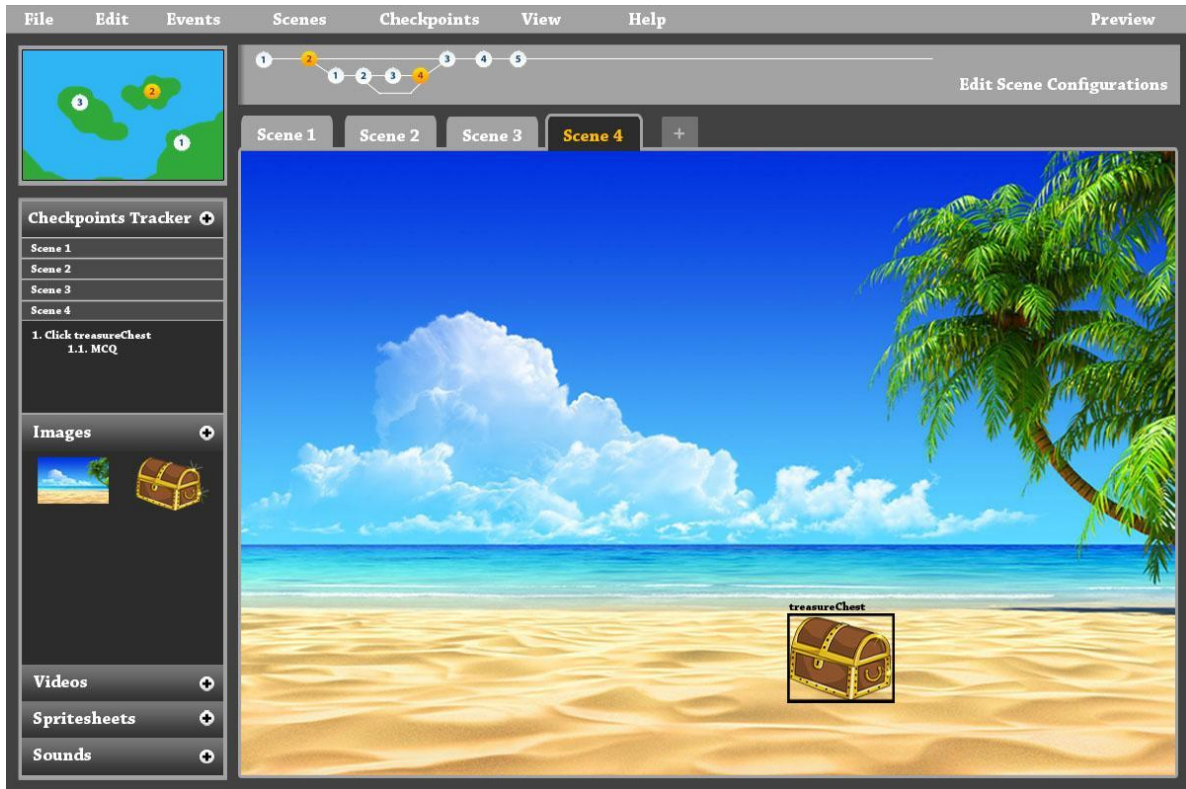 File Edit Events Scenes Checkpoints View Help Preview
1 2 3 4 5
1 2 3 4
Edit Scene Configurations
3 2 1
Scene 1 Scene 2 Scene 3 Scene 4 +
Checkpoints Tracker
Scene 1
Scene 2
Scene 3
Scene 4
1. Click treasureChest
1.1. MCQ
Images
treasureChest
Videos
Spritesheets
Sounds